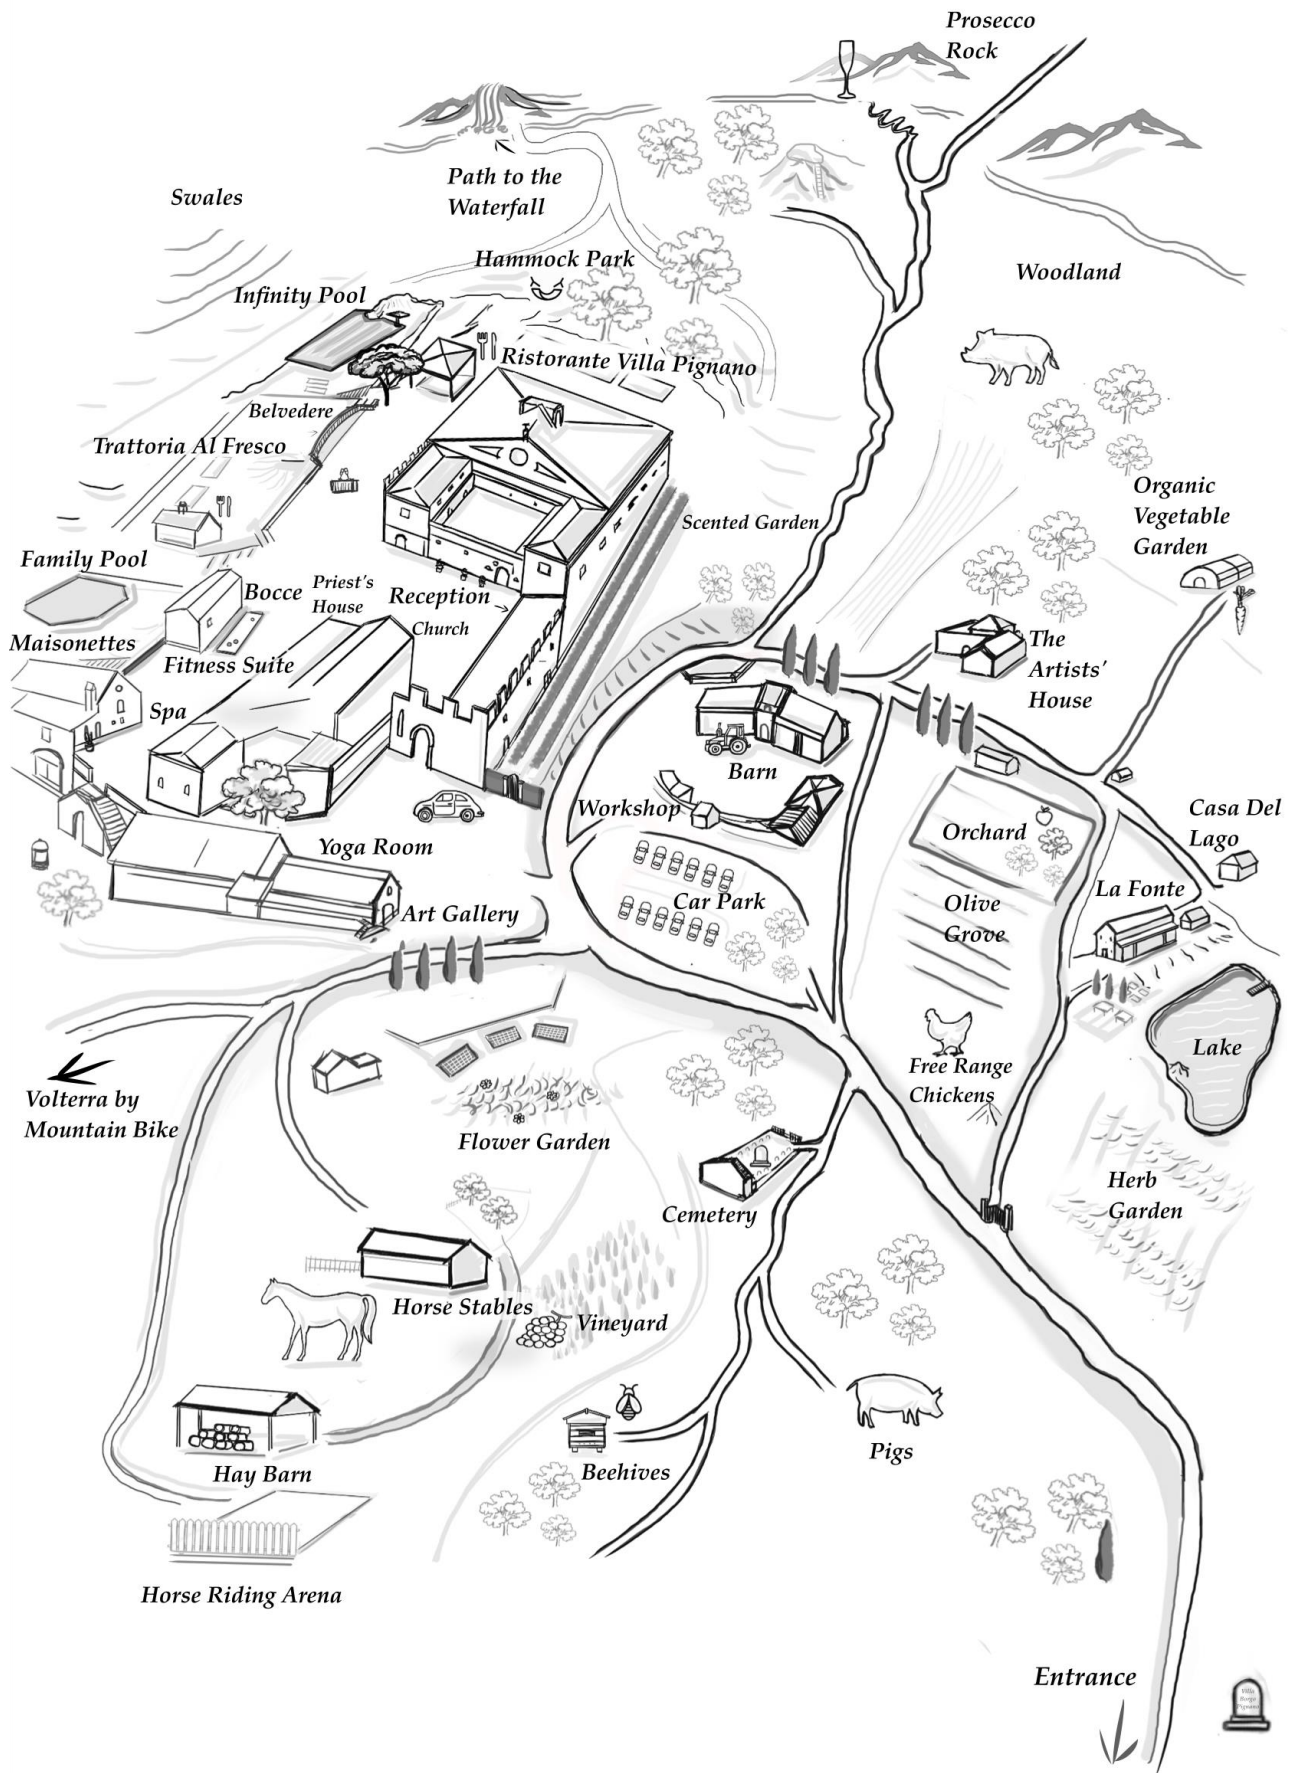 Prosecco
Rock
Path to the
Waterfall
Swales
Hammock Park
Woodland
Infinity Pool
Ristorante Villa Pignano
Belvedere
Trattoria Al Fresco
Organic
Vegetable
Garden
Scented Garden
Family Pool
Bocce
Priest's
House
Reception
Church
Maisonettes
Fitness Suite
The
Artists'
House
Spa
Barn
Workshop
Orchard
Casa Del
Lago
Yoga Room
Car Park
La Fonte
Art Gallery
Olive
Grove
Lake
Free Range
Chickens
Volterra by
Mountain Bike
Flower Garden
Herb
Garden
Cemetery
Horse Stables
Vineyard
Pigs
Hay Barn
Beehives
Horse Riding Arena
Entrance
Villa
Borgo
Pignano